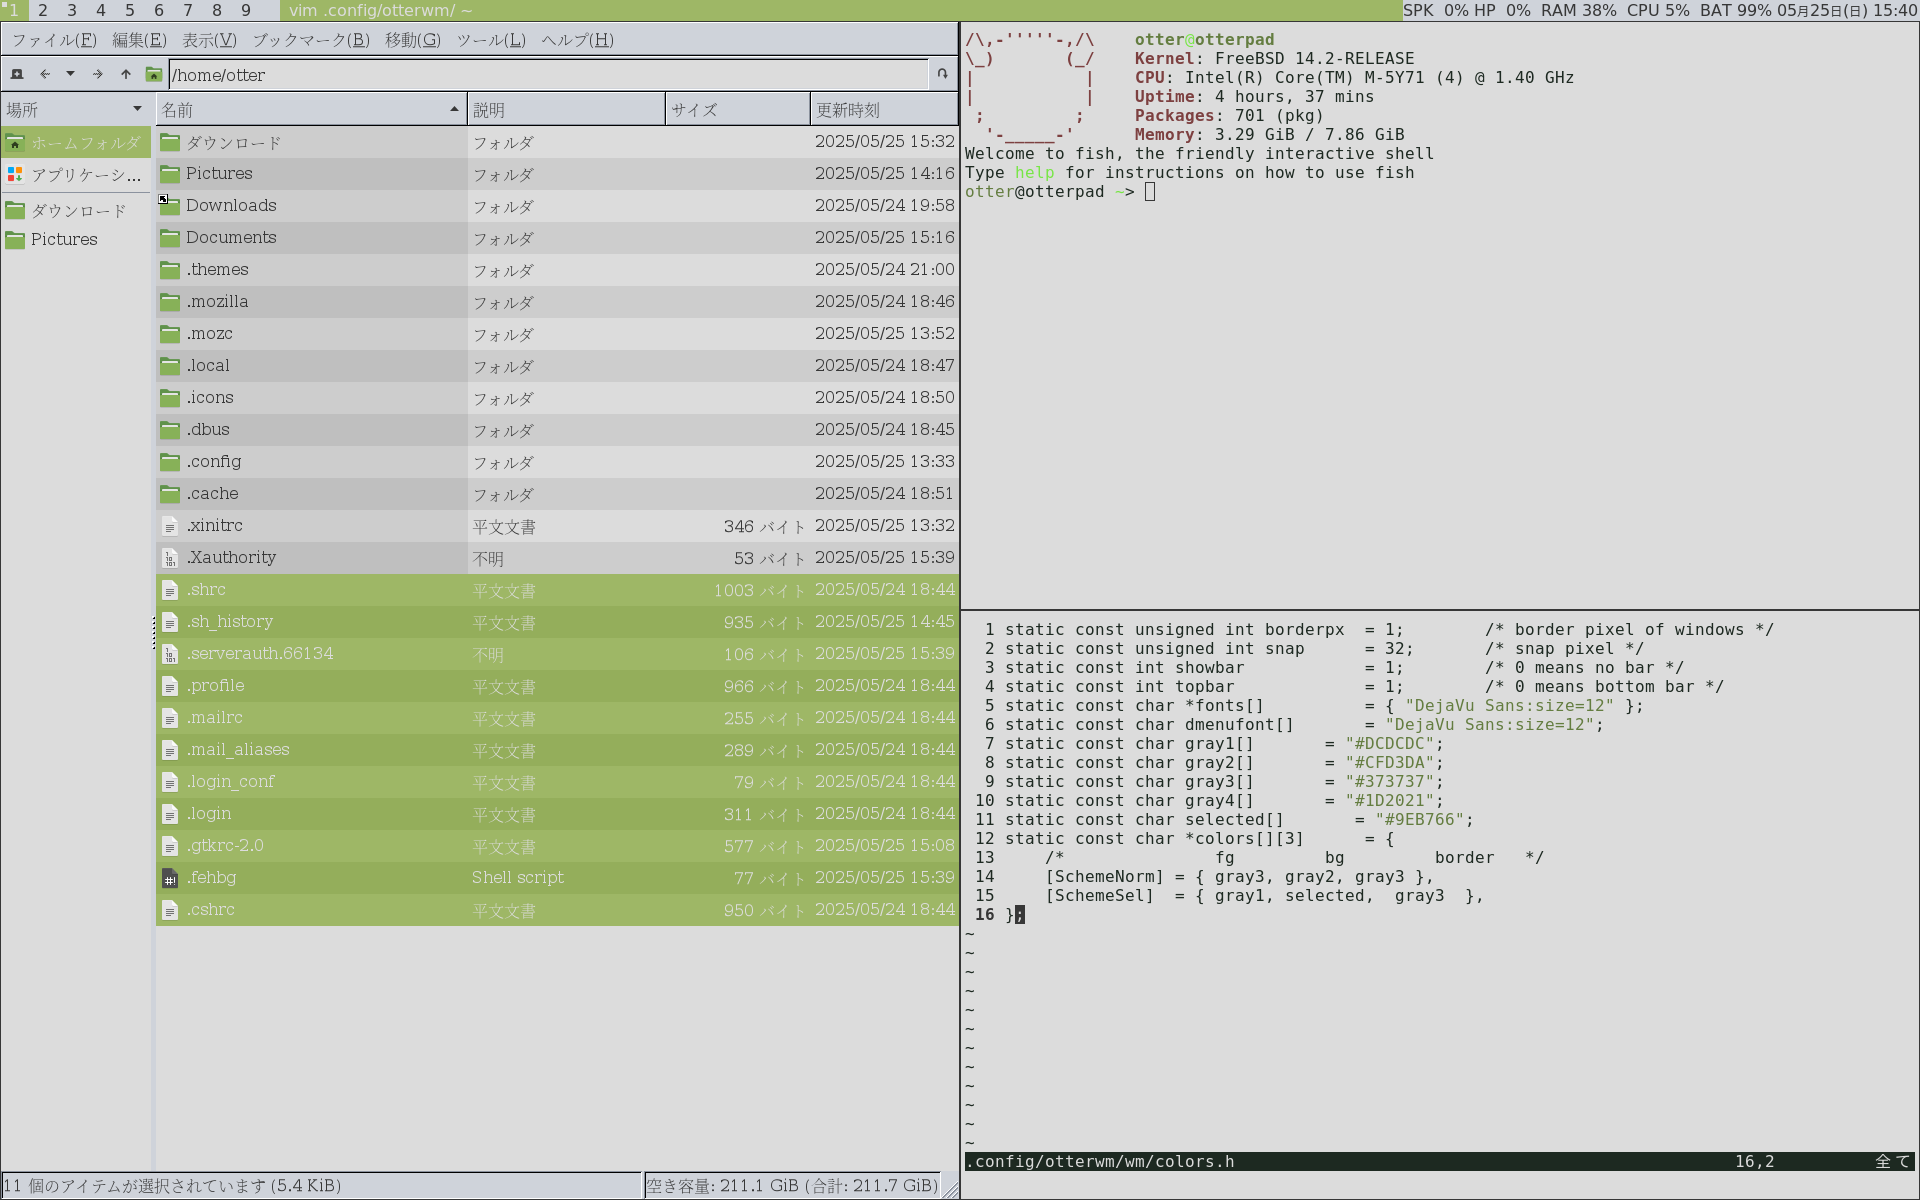 1 2 3 4 5 6 7 8 9 vim .config/otterwm/ ~ SPK 0% HP 0% RAM 38% CPU 5% BAT 99% 05月25日(日) 15:40
ファイル(F) 編集(E) 表示(V) ブックマーク(B) 移動(G) ツール(L) ヘルプ(H)
/home/otter
場所
ホームフォルダ
アプリケーシ...
ダウンロード
Pictures
名前 説明 サイズ 更新時刻
ダウンロード フォルダ 2025/05/25 15:32
Pictures フォルダ 2025/05/25 14:16
Downloads フォルダ 2025/05/24 19:58
Documents フォルダ 2025/05/25 15:16
.themes フォルダ 2025/05/24 21:00
.mozilla フォルダ 2025/05/24 18:46
.mozc フォルダ 2025/05/25 13:52
.local フォルダ 2025/05/24 18:47
.icons フォルダ 2025/05/24 18:50
.dbus フォルダ 2025/05/24 18:45
.config フォルダ 2025/05/25 13:33
.cache フォルダ 2025/05/24 18:51
.xinitrc 平文文書 346 バイト 2025/05/25 13:32
.Xauthority 不明 53 バイト 2025/05/25 15:39
.shrc 平文文書 1003 バイト 2025/05/24 18:44
.sh_history 平文文書 935 バイト 2025/05/25 14:45
.serverauth.66134 不明 106 バイト 2025/05/25 15:39
.profile 平文文書 966 バイト 2025/05/24 18:44
.mailrc 平文文書 255 バイト 2025/05/24 18:44
.mail_aliases 平文文書 289 バイト 2025/05/24 18:44
.login_conf 平文文書 79 バイト 2025/05/24 18:44
.login 平文文書 311 バイト 2025/05/24 18:44
.gtkrc-2.0 平文文書 577 バイト 2025/05/25 15:08
.fehbg Shell script 77 バイト 2025/05/25 15:39
.cshrc 平文文書 950 バイト 2025/05/24 18:44
11 個のアイテムが選択されています (5.4 KiB) 空き容量: 211.1 GiB (合計: 211.7 GiB)
/\,-'''''-,/\    otter@otterpad
\_)       (_/    Kernel: FreeBSD 14.2-RELEASE
|           |    CPU: Intel(R) Core(TM) M-5Y71 (4) @ 1.40 GHz
|           |    Uptime: 4 hours, 37 mins
 ;         ;     Packages: 701 (pkg)
  '-_____-'      Memory: 3.29 GiB / 7.86 GiB
Welcome to fish, the friendly interactive shell
Type help for instructions on how to use fish
otter@otterpad ~>
1 static const unsigned int borderpx  = 1;        /* border pixel of windows */
2 static const unsigned int snap      = 32;       /* snap pixel */
3 static const int showbar            = 1;        /* 0 means no bar */
4 static const int topbar             = 1;        /* 0 means bottom bar */
5 static const char *fonts[]          = { "DejaVu Sans:size=12" };
6 static const char dmenufont[]       = "DejaVu Sans:size=12";
7 static const char gray1[]       = "#DCDCDC";
8 static const char gray2[]       = "#CFD3DA";
9 static const char gray3[]       = "#373737";
10 static const char gray4[]       = "#1D2021";
11 static const char selected[]       = "#9EB766";
12 static const char *colors[][3]      = {
13     /*               fg         bg         border   */
14     [SchemeNorm] = { gray3, gray2, gray3 },
15     [SchemeSel]  = { gray1, selected,  gray3  },
16 };
~
~
~
~
~
~
~
~
~
~
~
~
.config/otterwm/wm/colors.h 16,2 全て